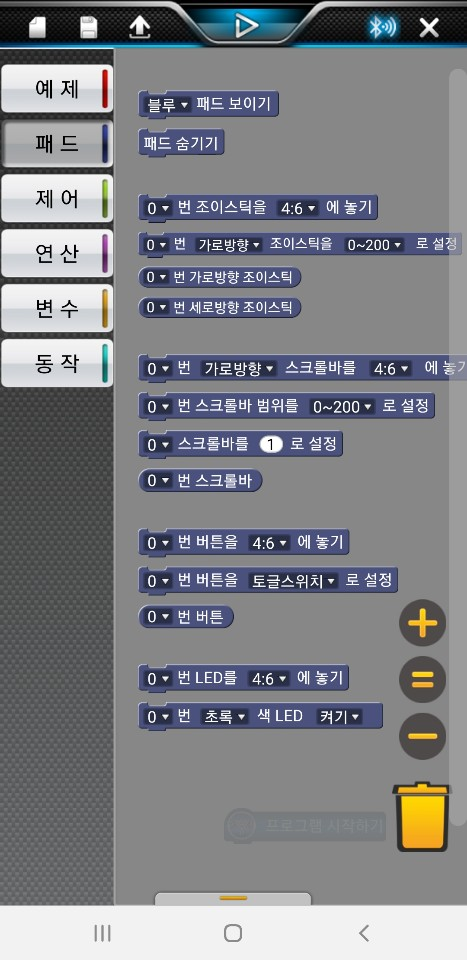 예 제
패 드
제 어
연 산
변 수
동 작
블루 패드 보이기
패드 숨기기
0 번 조이스틱을 4:6 에 놓기
0 번 가로방향 조이스틱을 0~200 로 설정
0 번 가로방향 조이스틱
0 번 세로방향 조이스틱
0 번 가로방향 스크롤바를 4:6 에 놓기
0 번 스크롤바 범위를 0~200 로 설정
0 스크롤바를 1 로 설정
0 번 스크롤바
0 번 버튼을 4:6 에 놓기
0 번 버튼을 토글스위치 로 설정
0 번 버튼
0 번 LED를 4:6 에 놓기
0 번 초록 색 LED 켜기
프로그램 시작하기